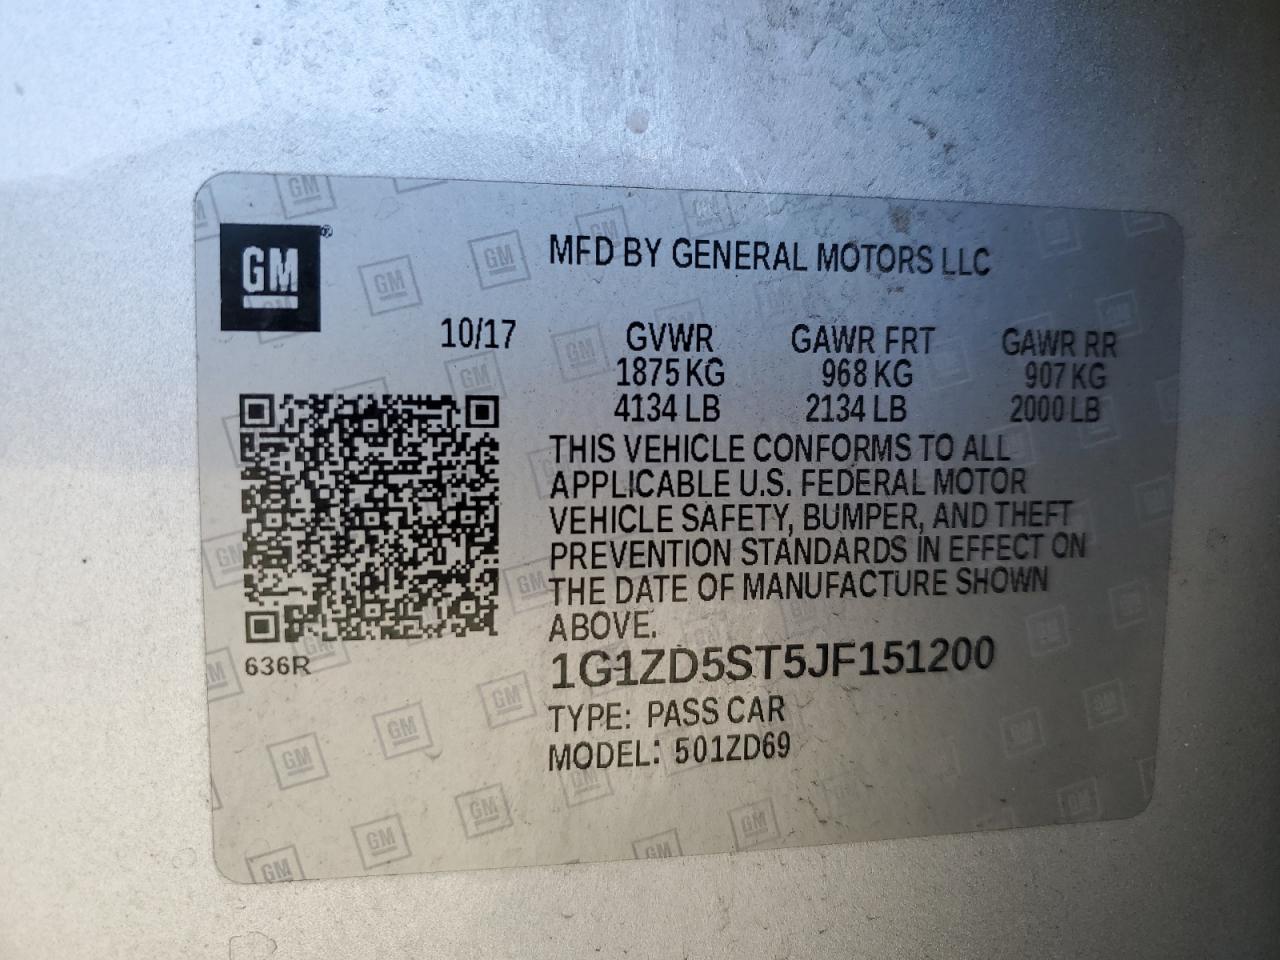 GM®
MFD BY GENERAL MOTORS LLC
10/17 GVWR GAWR FRT GAWR RR
1875 KG 968 KG 907 KG
4134 LB 2134 LB 2000 LB
THIS VEHICLE CONFORMS TO ALL
APPLICABLE U.S. FEDERAL MOTOR
VEHICLE SAFETY, BUMPER, AND THEFT
PREVENTION STANDARDS IN EFFECT ON
THE DATE OF MANUFACTURE SHOWN
ABOVE.
636R
1G1ZD5ST5JF151200
TYPE: PASS CAR
MODEL: 501ZD69